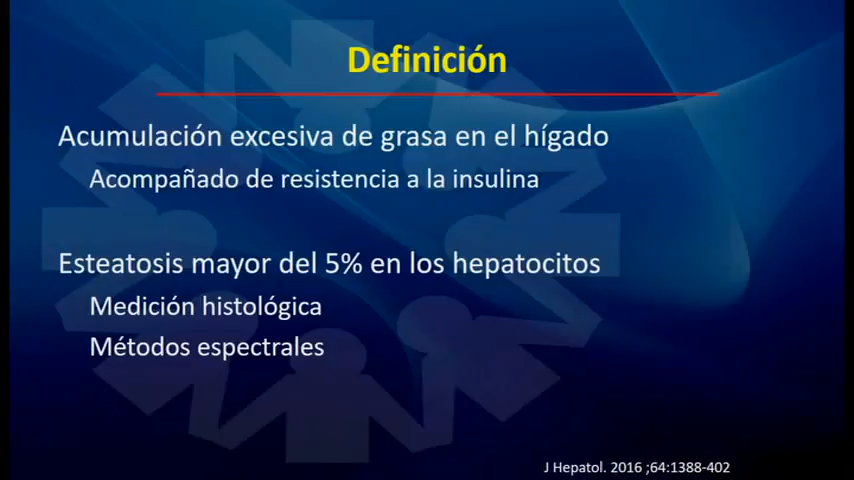 Definición
Acumulación excesiva de grasa en el hígado
Acompañado de resistencia a la insulina
Esteatosis mayor del 5% en los hepatocitos
Medición histológica
Métodos espectrales
J Hepatol. 2016 ;64:1388-402